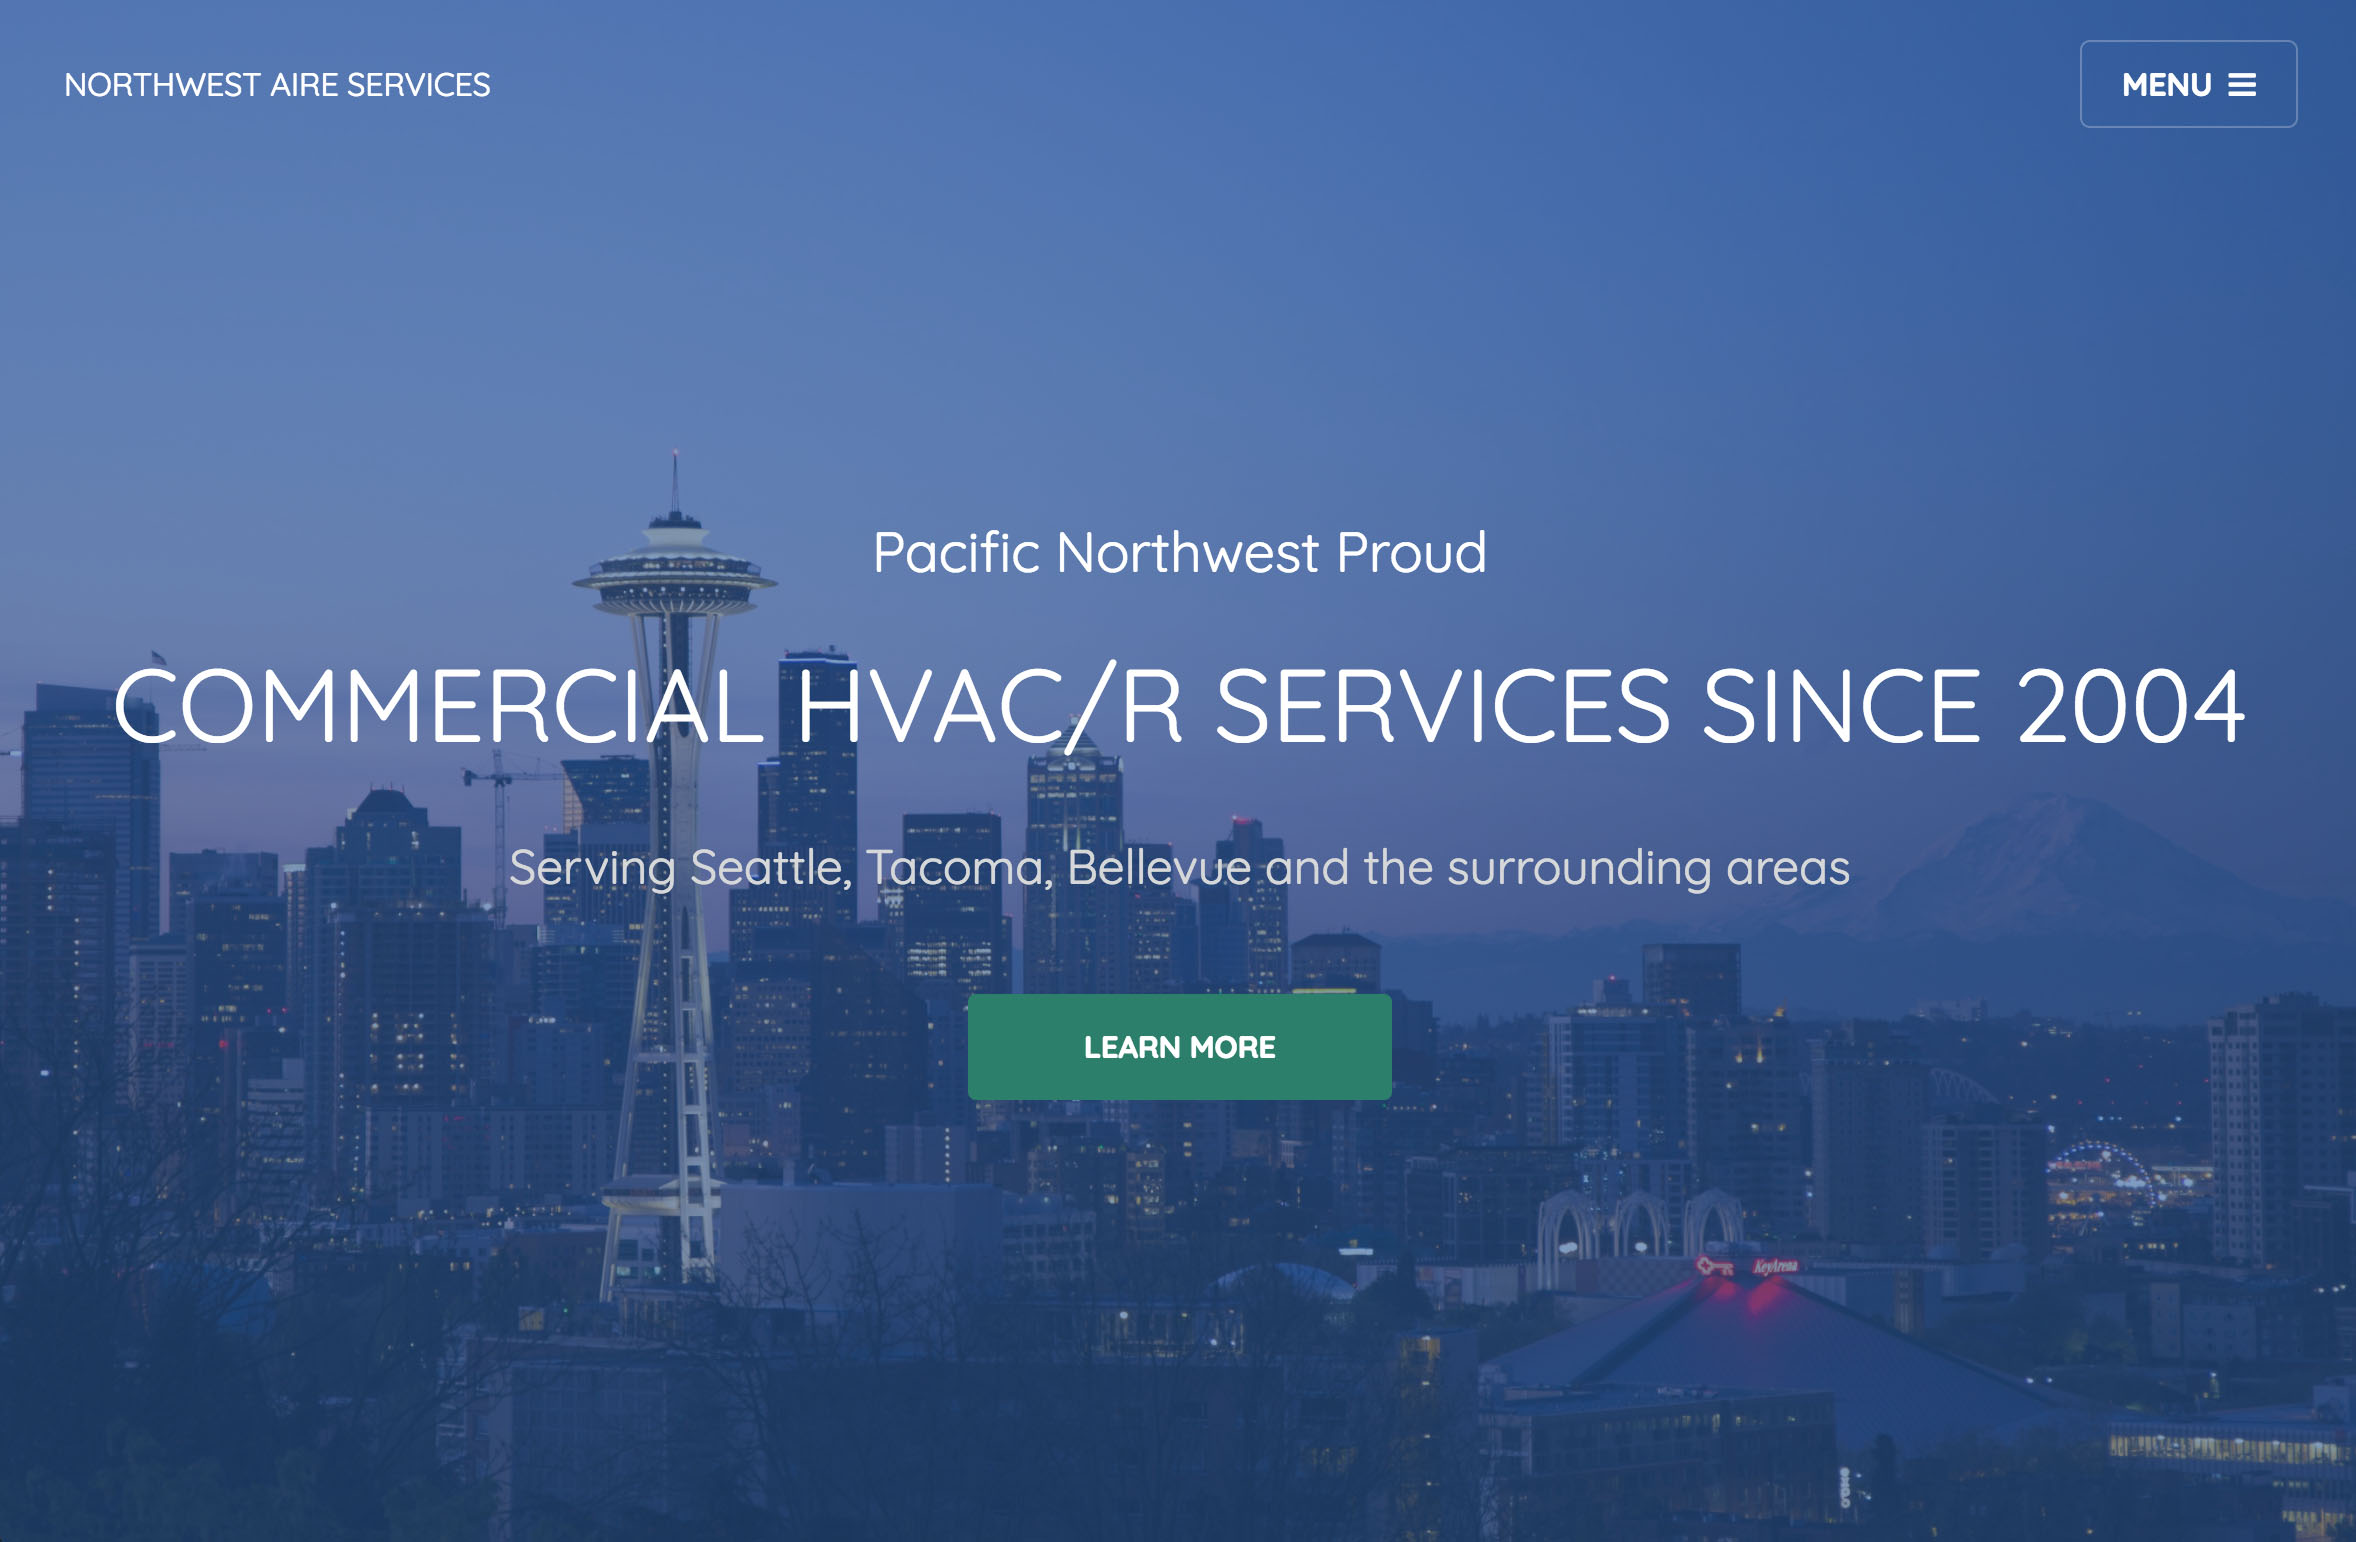 NORTHWEST AIRE SERVICES
MENU
Pacific Northwest Proud
COMMERCIAL HVAC/R SERVICES SINCE 2004
Serving Seattle, Tacoma, Bellevue and the surrounding areas
LEARN MORE
KeyArena